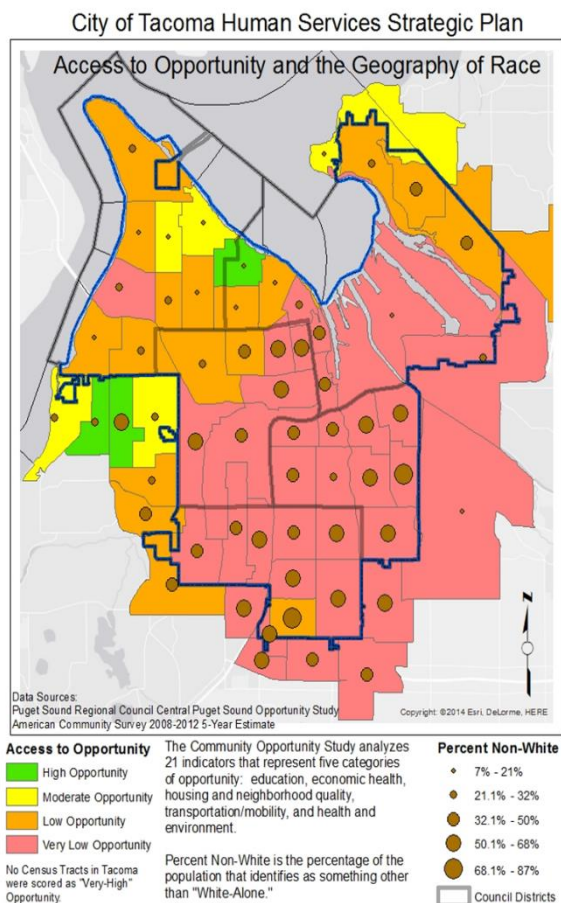 City of Tacoma Human Services Strategic Plan
Access to Opportunity and the Geography of Race
Data Sources:
Puget Sound Regional Council Central Puget Sound Opportunity Study
American Community Survey 2008-2012 5-Year Estimate
Copyright: ©2014 Esri, DeLorme, HERE
Access to Opportunity
High Opportunity
Moderate Opportunity
Low Opportunity
Very Low Opportunity
No Census Tracts in Tacoma
were scored as "Very-High"
Opportunity.
The Community Opportunity Study analyzes
21 indicators that represent five categories
of opportunity: education, economic health,
housing and neighborhood quality,
transportation/mobility, and health and
environment.
Percent Non-White is the percentage of the
population that identifies as something other
than "White-Alone."
Percent Non-White
7% - 21%
21.1% - 32%
32.1% - 50%
50.1% - 68%
68.1% - 87%
Council Districts